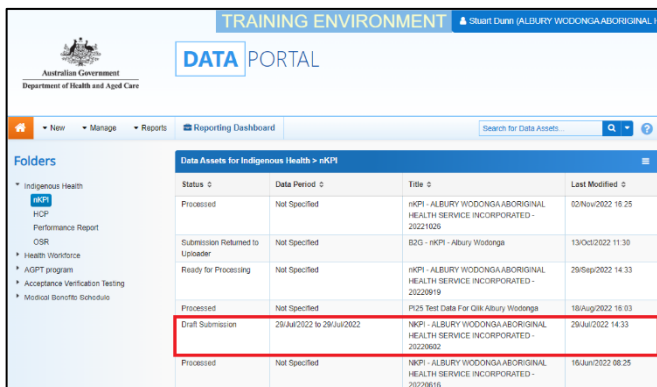 TRAINING ENVIRONMENT
Stuart Dunn (ALBURY WODONGA ABORIGINAL H
Australian Government
Department of Health and Aged Care
DATA PORTAL
New Manage Reports Reporting Dashboard Search for Data Assets...
Folders
Indigenous Health
nKPI
HCP
Performance Report
OSR
Health Workforce
AGPT program
Acceptance Verification Testing
Medical Benefits Schedule
Data Assets for Indigenous Health > nKPI
Status Data Period Title Last Modified
Processed Not Specified nKPI - ALBURY WODONGA ABORIGINAL 02/Nov/2022 16:25
HEALTH SERVICE INCORPORATED -
20221026
Submission Returned to Not Specified B2G - nKPI - Albury Wodonga 13/Oct/2022 11:30
Uploader
Ready for Processing Not Specified nKPI - ALBURY WODONGA ABORIGINAL 29/Sep/2022 14:33
HEALTH SERVICE INCORPORATED -
20220919
Processed Not Specified PI25 Test Data For Qlik Albury Wodonga 18/Aug/2022 16:03
Draft Submission 29/Jul/2022 to 29/Jul/2022 NKPI - ALBURY WODONGA ABORIGINAL 29/Jul/2022 14:33
HEALTH SERVICE INCORPORATED -
20220602
Processed Not Specified NKPI - ALBURY WODONGA ABORIGINAL 16/Jun/2022 08:25
HEALTH SERVICE INCORPORATED -
20220616